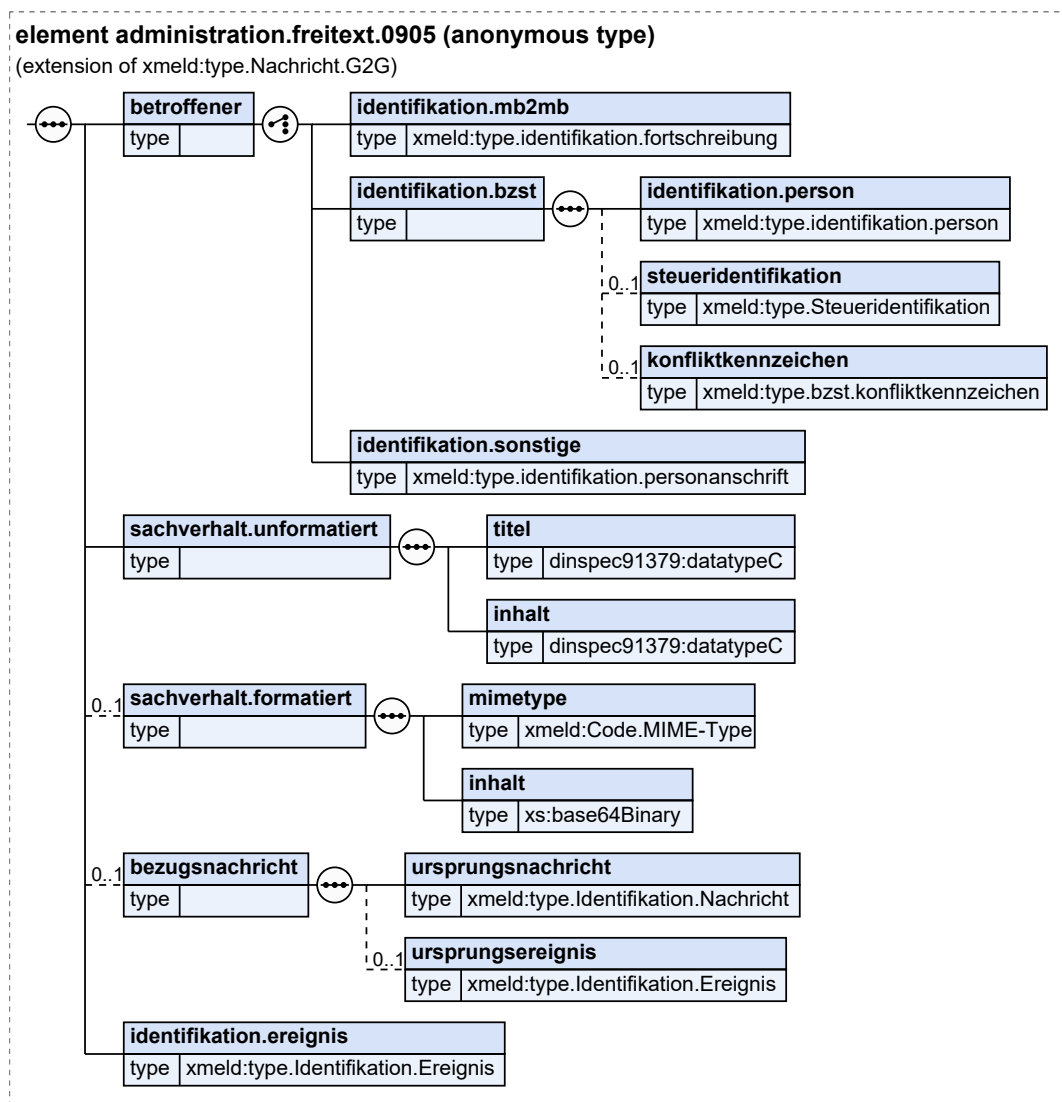 element administration.freitext.0905 (anonymous type)
(extension of xmeld:type.Nachricht.G2G)
betroffener
type
identifikation.mb2mb
type xmeld:type.identifikation.fortschreibung
identifikation.bzst
type
identifikation.person
type xmeld:type.identifikation.person
0..1
steueridentifikation
type xmeld:type.Steueridentifikation
0..1
konfliktkennzeichen
type xmeld:type.bzst.konfliktkennzeichen
identifikation.sonstige
type xmeld:type.identifikation.personanschrift
sachverhalt.unformatiert
type
titel
type dinspec91379:datatypeC
inhalt
type dinspec91379:datatypeC
0..1
sachverhalt.formatiert
type
mimetype
type xmeld:Code.MIME-Type
inhalt
type xs:base64Binary
0..1
bezugsnachricht
type
ursprungsnachricht
type xmeld:type.Identifikation.Nachricht
0..1
ursprungsereignis
type xmeld:type.Identifikation.Ereignis
identifikation.ereignis
type xmeld:type.Identifikation.Ereignis